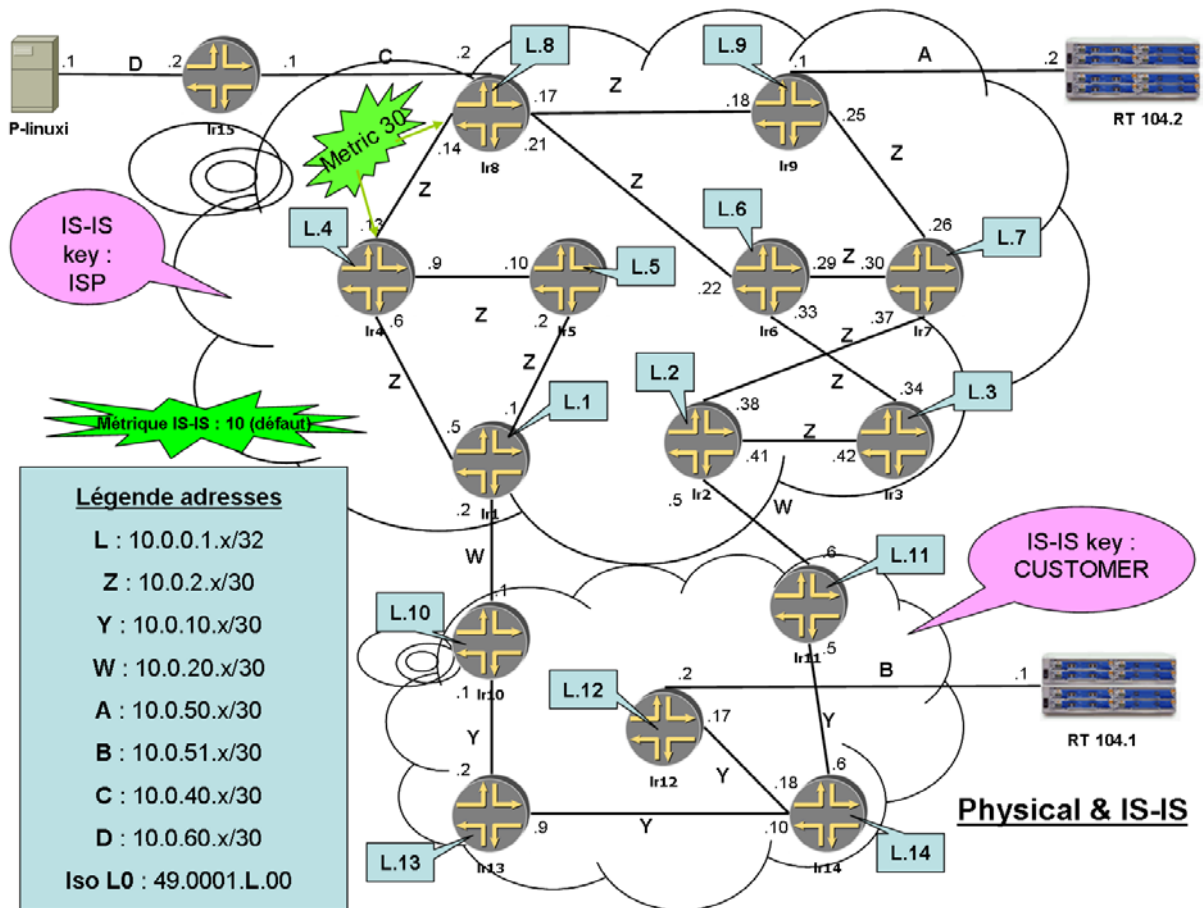 P-linuxi
.1
D
.2
lr15
.1
C
.2
L.8
lr8
.17
Z
.18
L.9
.1
A
.2
RT 104.2
lr9
.25
.14
.21
Metric 30
Z
Z
Z
.13
L.4
lr4
.9
.10
L.5
lr5
Z
.6
.2
L.6
.22
.29
Z
.30
.26
L.7
lr6
.33
.37
lr7
IS-IS
key :
ISP
Z
Z
Z
Z
.5
.1
L.1
lr1
.2
L.2
.38
.34
L.3
.41
Z
.42
lr2
lr3
.5
W
Métrique IS-IS : 10 (défaut)
Légende adresses
L : 10.0.0.1.x/32
Z : 10.0.2.x/30
Y : 10.0.10.x/30
W : 10.0.20.x/30
A : 10.0.50.x/30
B : 10.0.51.x/30
C : 10.0.40.x/30
D : 10.0.60.x/30
Iso L0 : 49.0001.L.00
W
.1
L.10
lr10
.1
.6
L.11
lr11
.5
IS-IS key :
CUSTOMER
L.12
.2
B
.1
RT 104.1
lr12
.17
Y
Y
Y
.2
.18
.6
L.13
lr13
.9
Y
.10
lr14
L.14
Physical & IS-IS